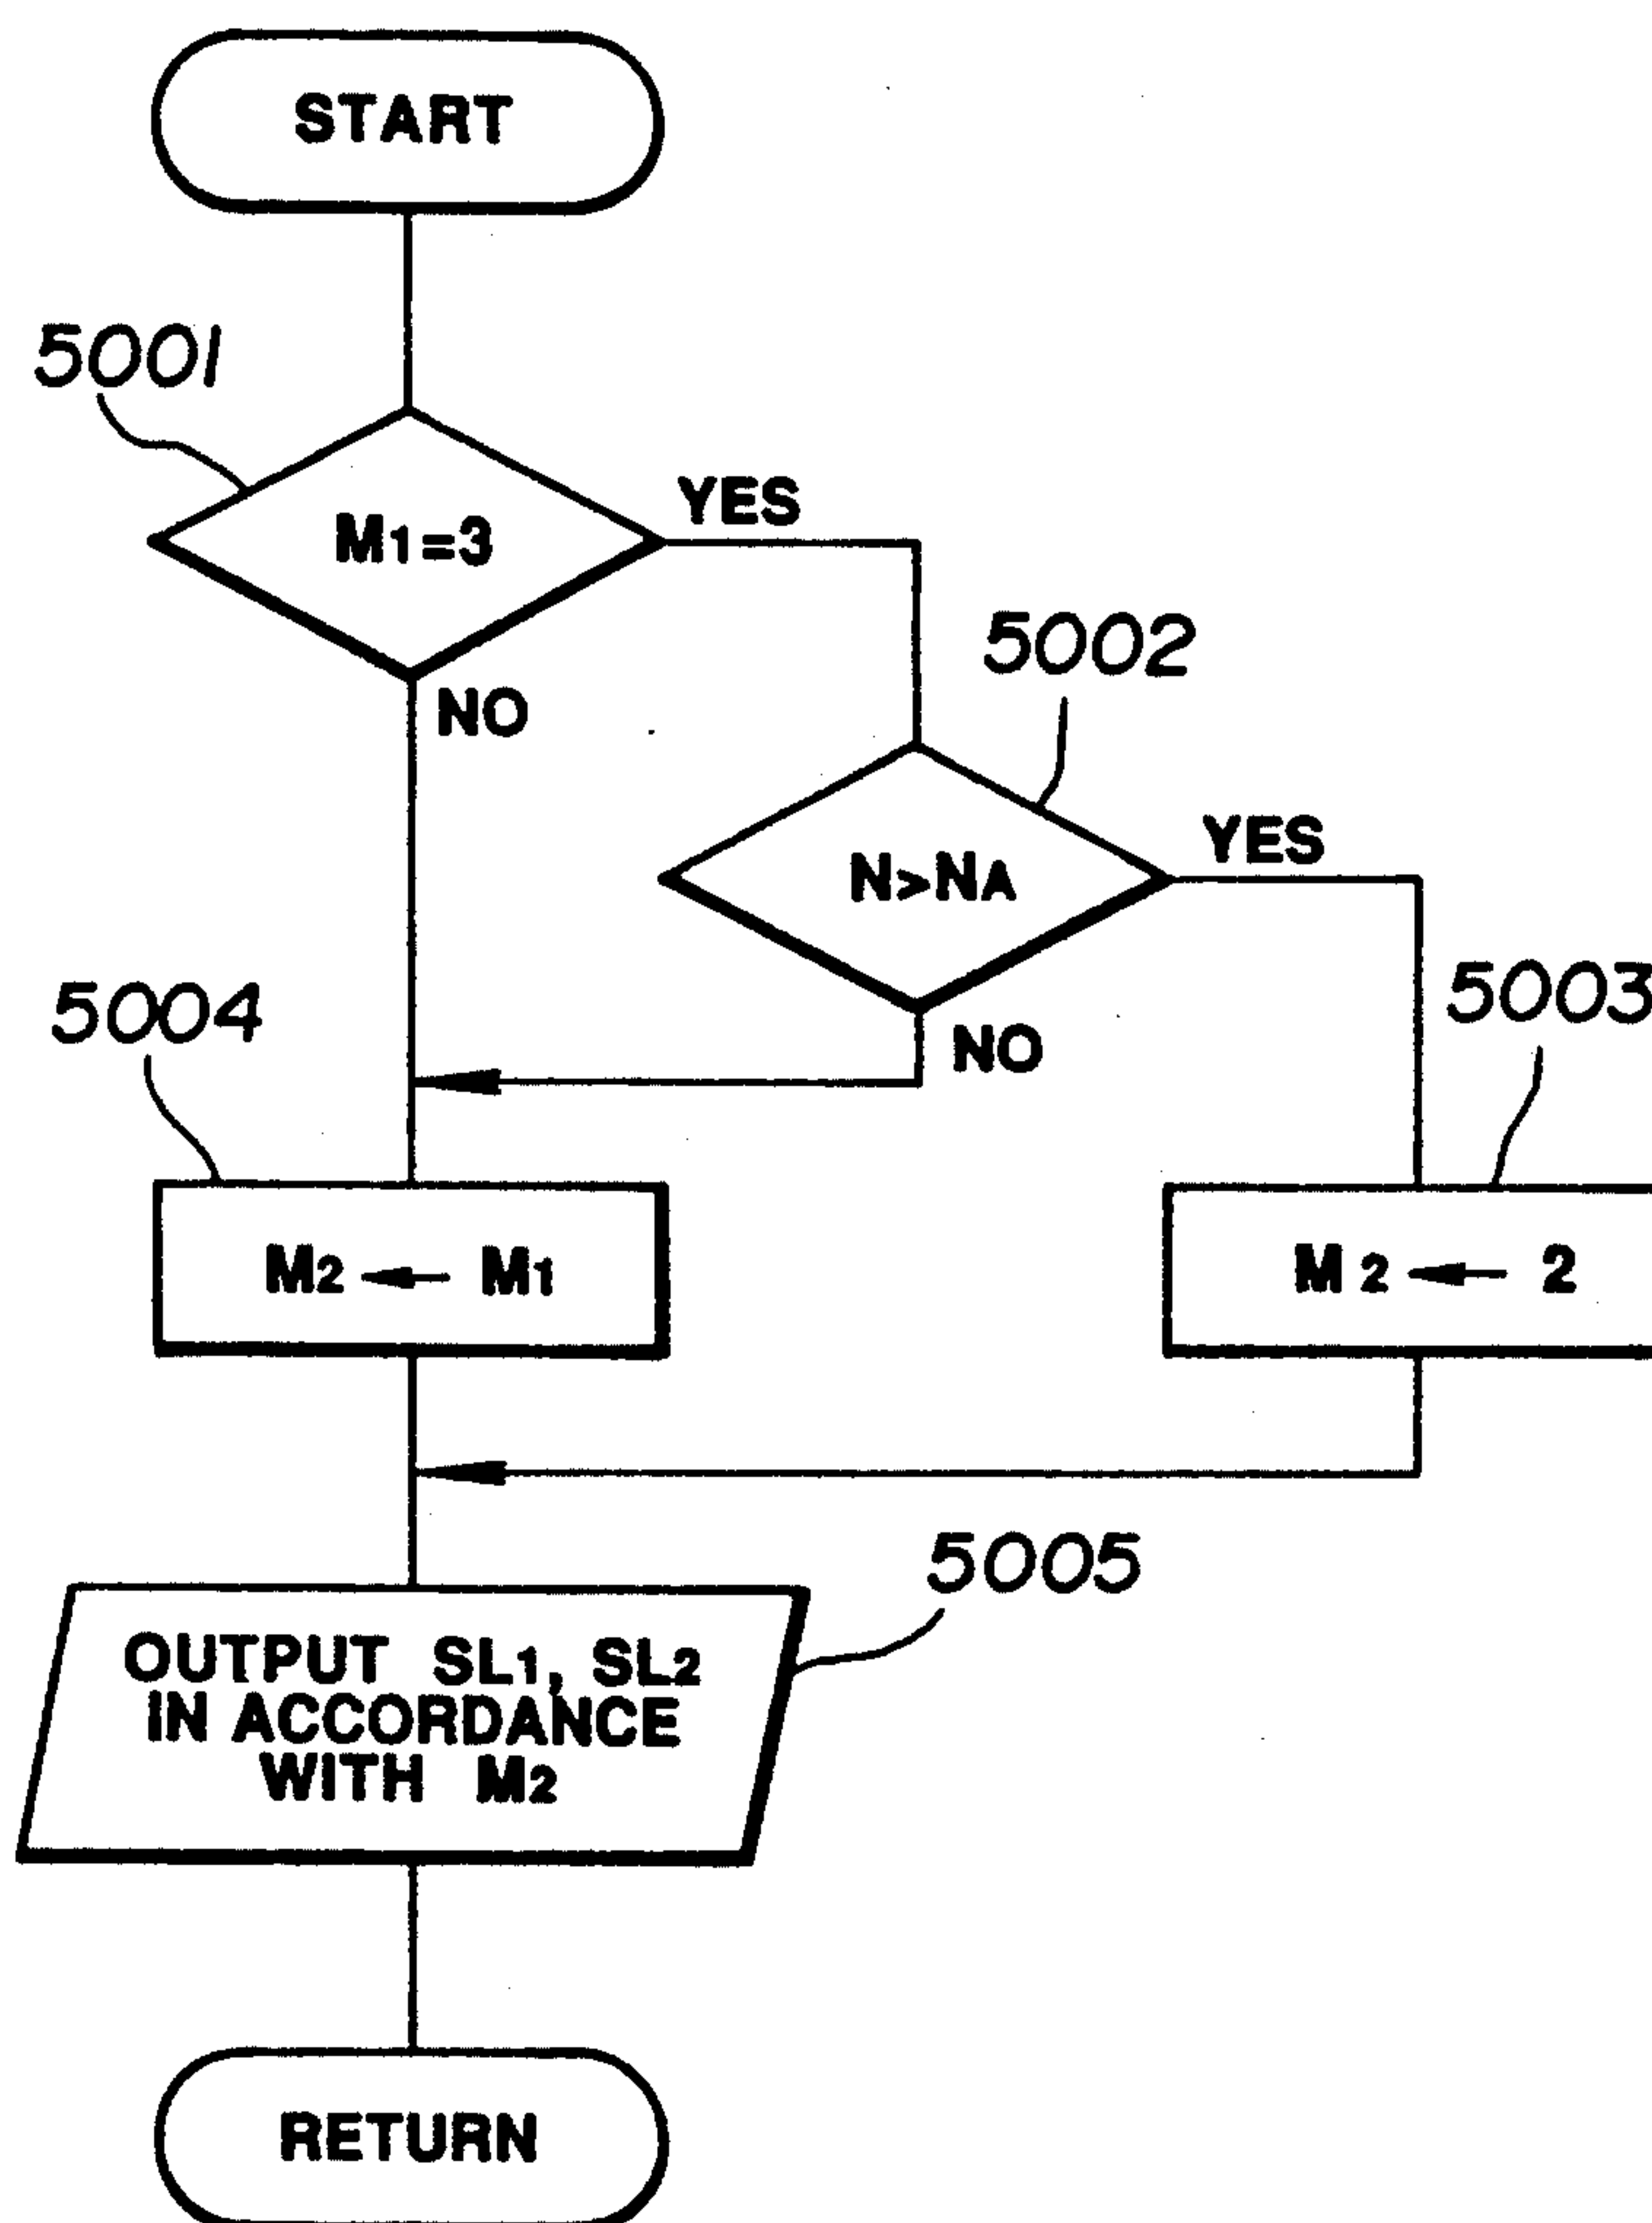 START
5001
M1=3
YES
NO
5002
N>NA
YES
NO
5004
5003
M2 ← M1
M2 ← 2
5005
OUTPUT SL1, SL2
IN ACCORDANCE
WITH M2
RETURN